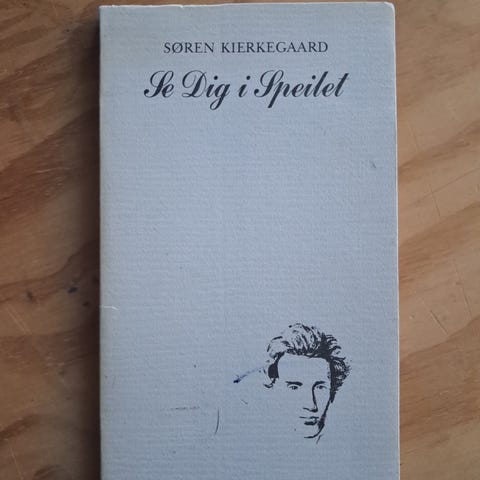 SØREN KIERKEGAARD
Se Dig i Speilet